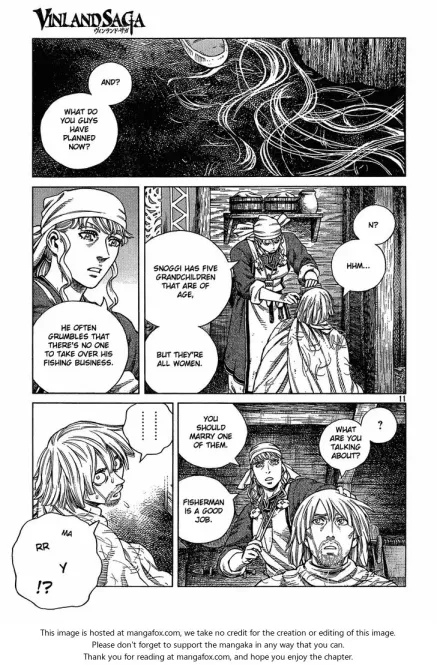 VINLAND SAGA
ヴィンランド・サガ
AND?
WHAT DO
YOU GUYS
HAVE
PLANNED
NOW?
N?
HMM...
SNOGGI HAS FIVE
GRANDCHILDREN
THAT ARE OF
AGE,
BUT THEY'RE
ALL WOMEN.
HE OFTEN
GRUMBLES THAT
THERE'S NO ONE
TO TAKE OVER HIS
FISHING BUSINESS.
11
?
WHAT
ARE YOU
TALKING
ABOUT?
YOU
SHOULD
MARRY ONE
OF THEM.
FISHERMAN
IS A GOOD
JOB.
MA
RR
Y
!?
This image is hosted at mangafox.com, we take no credit for the creation or editing of this image.
Please don't forget to support the mangaka in any way that you can.
Thank you for reading at mangafox.com, and hope you enjoy the chapter.